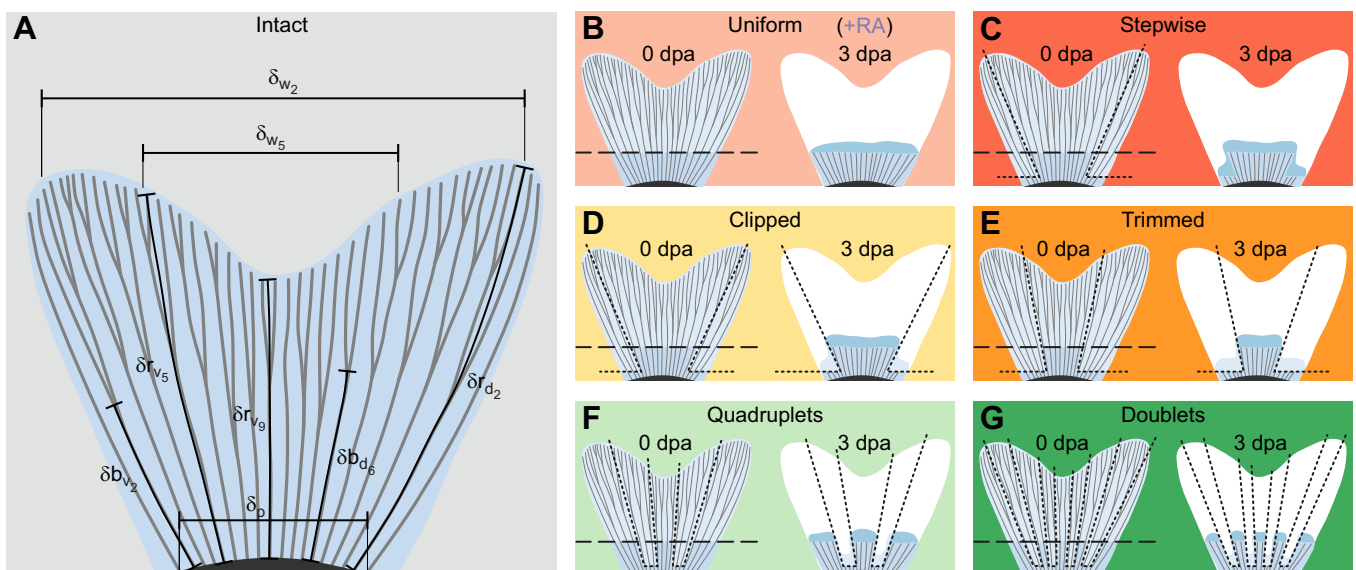 A Intact
δw2
δw5
δrv5
δrv9
δrd2
δbv2
δbd6
δp
B Uniform (+RA)
0 dpa 3 dpa
C Stepwise
0 dpa 3 dpa
D Clipped
0 dpa 3 dpa
E Trimmed
0 dpa 3 dpa
F Quadruplets
0 dpa 3 dpa
G Doublets
0 dpa 3 dpa